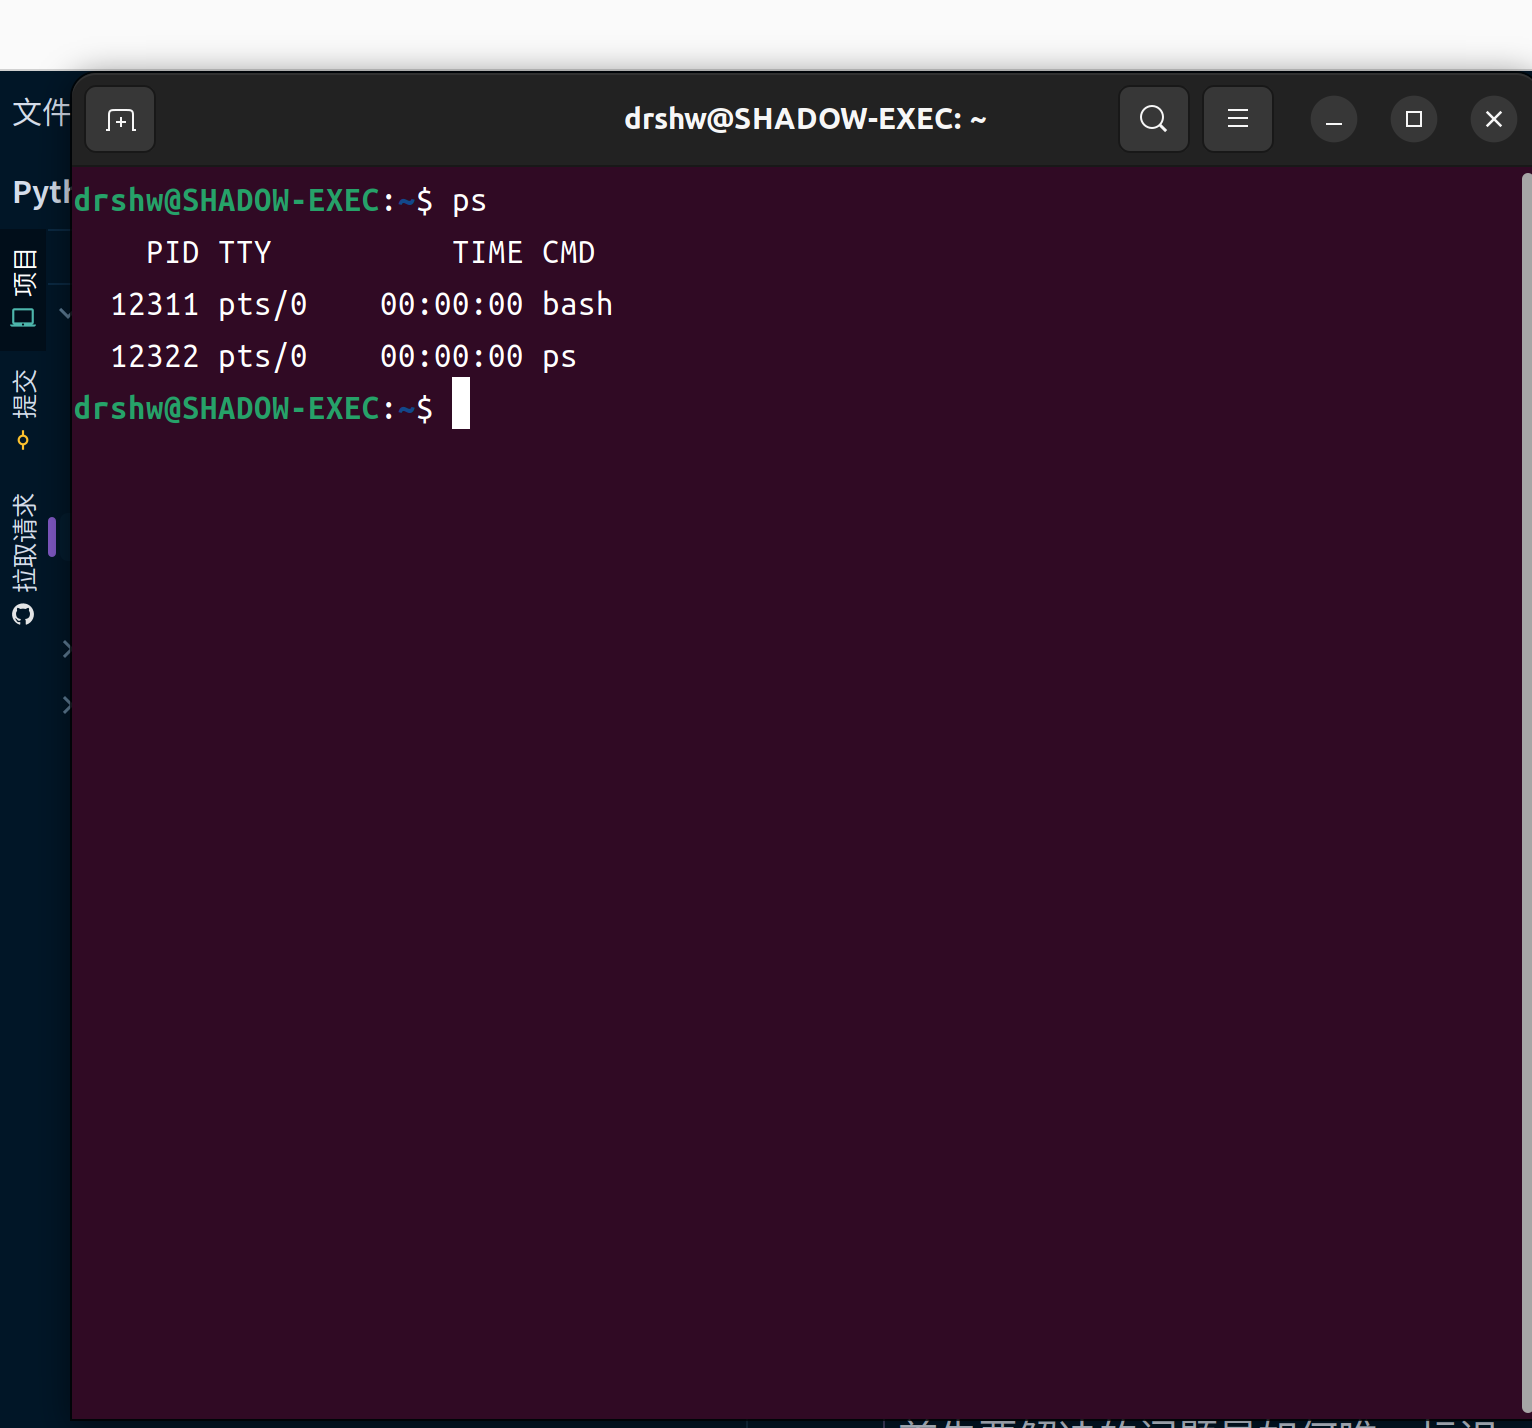 drshw@SHADOW-EXEC: ~
文件
Pyth
项目
提交
拉取请求
drshw@SHADOW-EXEC:~$ ps
    PID TTY          TIME CMD
  12311 pts/0    00:00:00 bash
  12322 pts/0    00:00:00 ps
drshw@SHADOW-EXEC:~$